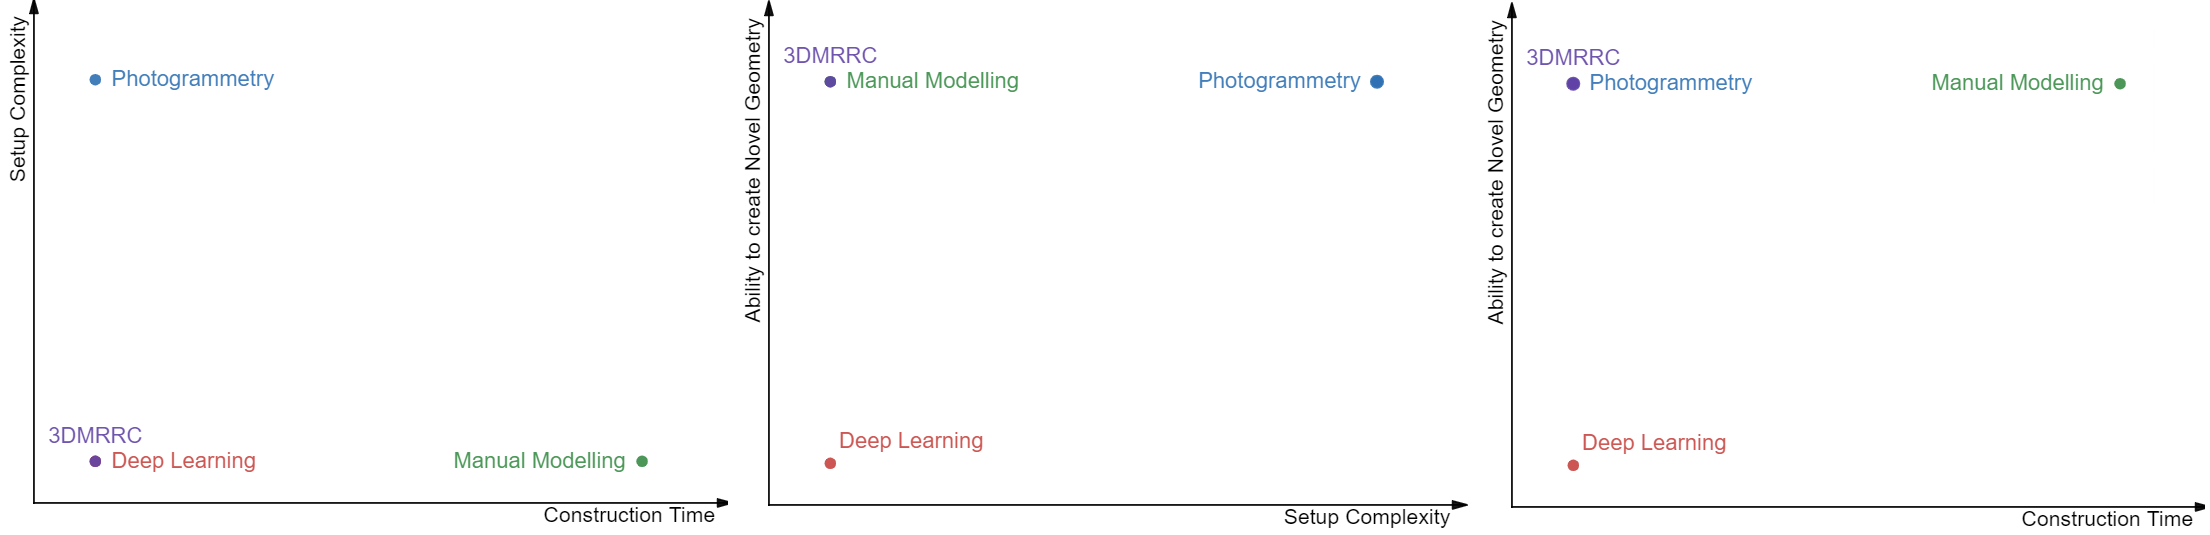 Setup Complexity
Photogrammetry
3DMRRC
Deep Learning
Manual Modelling
Construction Time
Ability to create Novel Geometry
3DMRRC
Manual Modelling
Photogrammetry
Deep Learning
Setup Complexity
Ability to create Novel Geometry
3DMRRC
Photogrammetry
Manual Modelling
Deep Learning
Construction Time